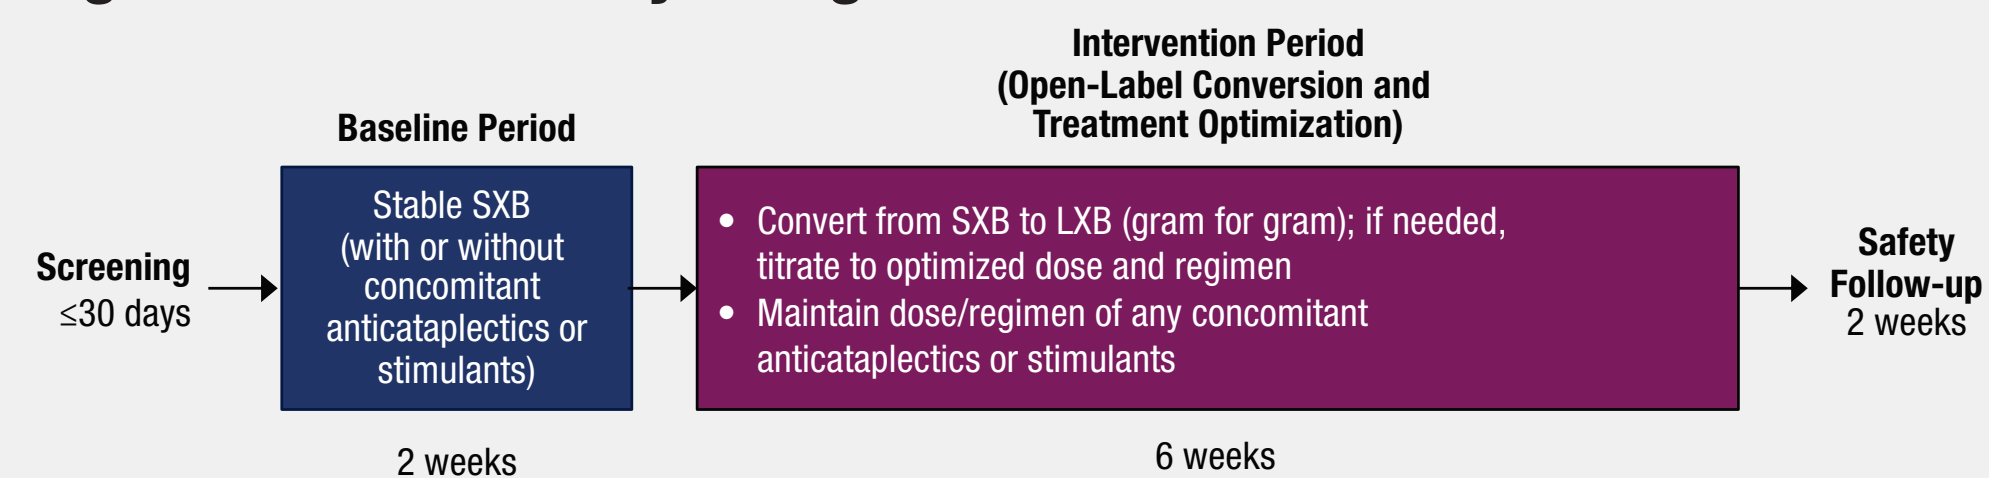 Screening
≤30 days
Baseline Period
Stable SXB
(with or without
concomitant
anticataplectics or
stimulants)
2 weeks
Intervention Period
(Open-Label Conversion and
Treatment Optimization)
• Convert from SXB to LXB (gram for gram); if needed,
titrate to optimized dose and regimen
• Maintain dose/regimen of any concomitant
anticataplectics or stimulants
6 weeks
Safety
Follow-up
2 weeks